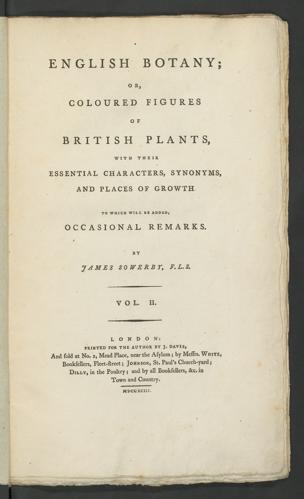 ENGLISH BOTANY;
OR,
COLOURED FIGURES
OF
BRITISH PLANTS,
WITH THEIR
ESSENTIAL CHARACTERS, SYNONYMS,
AND PLACES OF GROWTH
TO WHICH WILL BE ADDED,
OCCASIONAL REMARKS.
BY
JAMES SOWERBY, F.L.S.
VOL. II.
LONDON:
PRINTED FOR THE AUTHOR BY J. DAVIS,
And sold at No. 2, Mead Place, near the Asylum; by Messrs. WHITE,
Booksellers, Fleet-street; JOHNSON, St. Paul's Church-yard;
DILLY, in the Poultry; and by all Booksellers, &c. in
Town and Country.
MDCCXCIII.